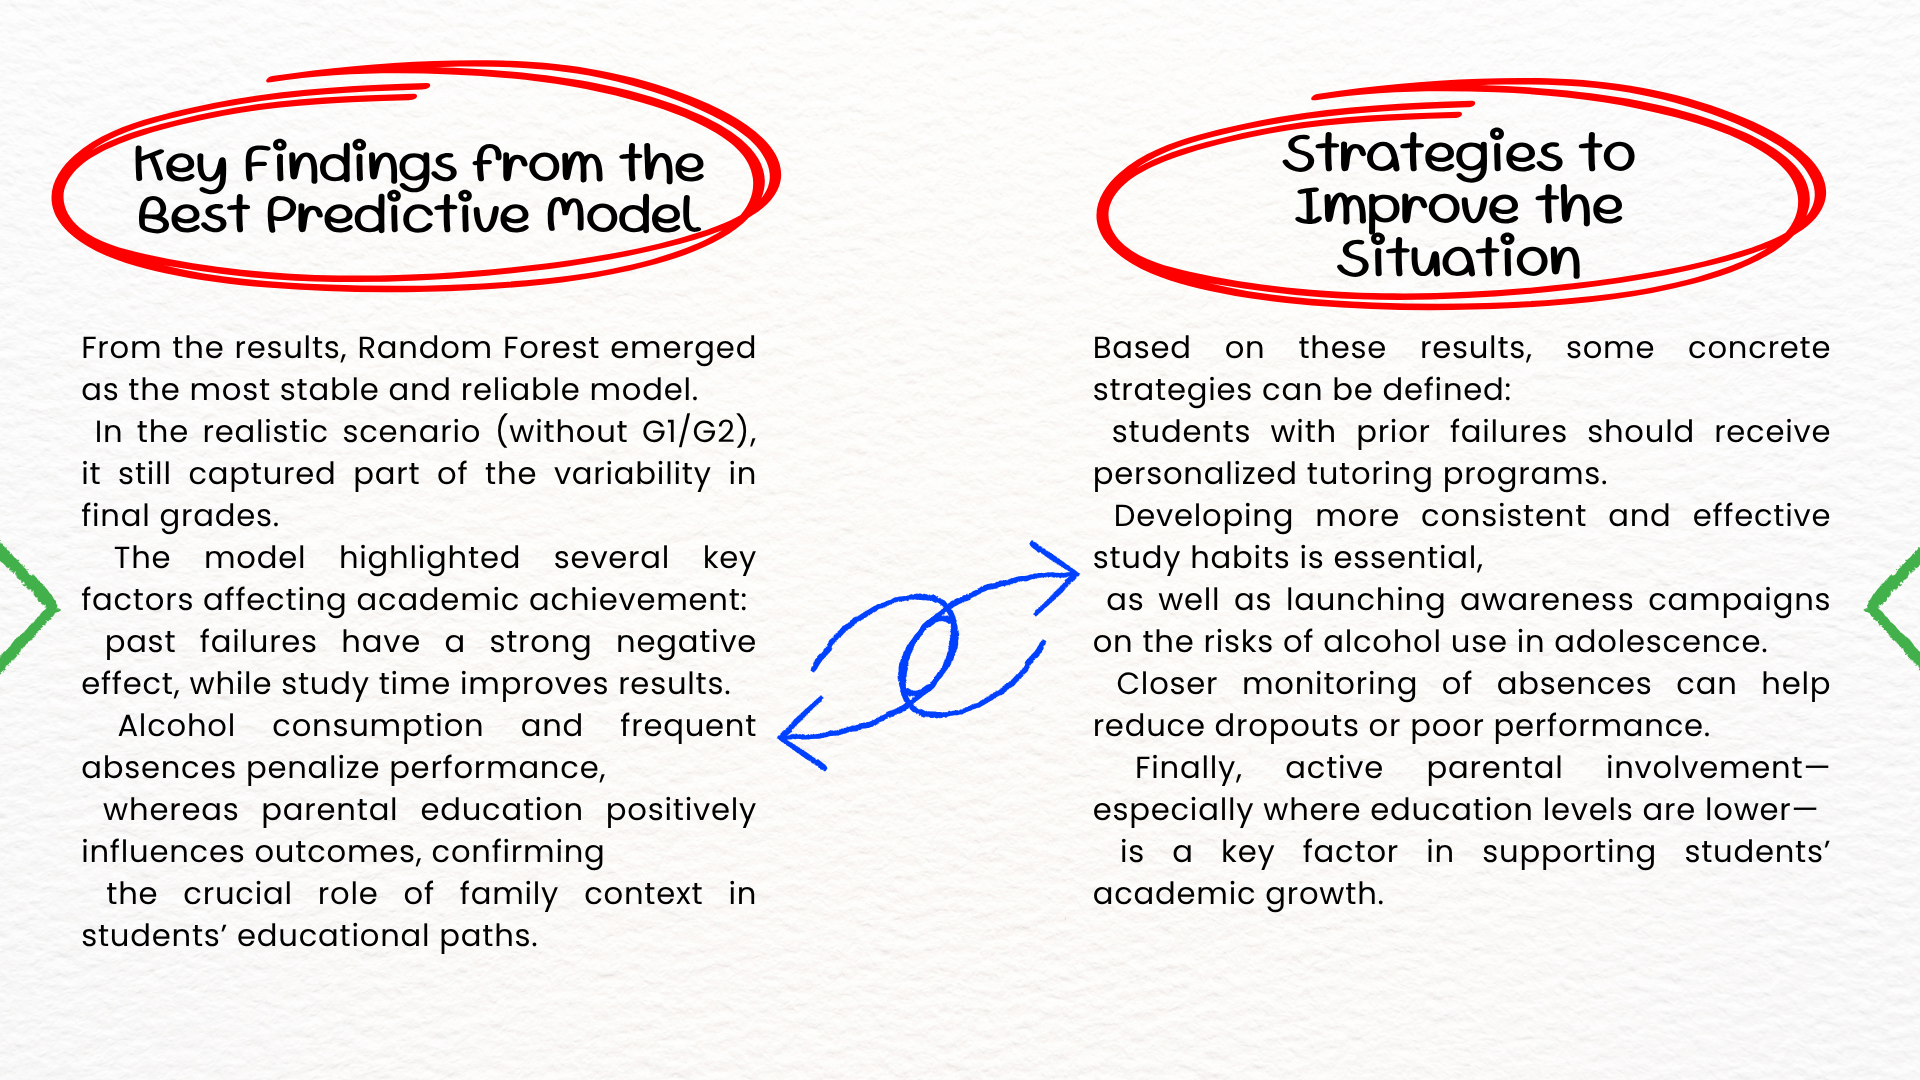 Key Findings from the
Best Predictive Model
From the results, Random Forest emerged
as the most stable and reliable model.
In the realistic scenario (without G1/G2),
it still captured part of the variability in
final grades.
The model highlighted several key
factors affecting academic achievement:
past failures have a strong negative
effect, while study time improves results.
Alcohol consumption and frequent
absences penalize performance,
whereas parental education positively
influences outcomes, confirming
the crucial role of family context in
students’ educational paths.
Strategies to
Improve the
Situation
Based on these results, some concrete
strategies can be defined:
students with prior failures should receive
personalized tutoring programs.
Developing more consistent and effective
study habits is essential,
as well as launching awareness campaigns
on the risks of alcohol use in adolescence.
Closer monitoring of absences can help
reduce dropouts or poor performance.
Finally, active parental involvement—
especially where education levels are lower—
is a key factor in supporting students’
academic growth.